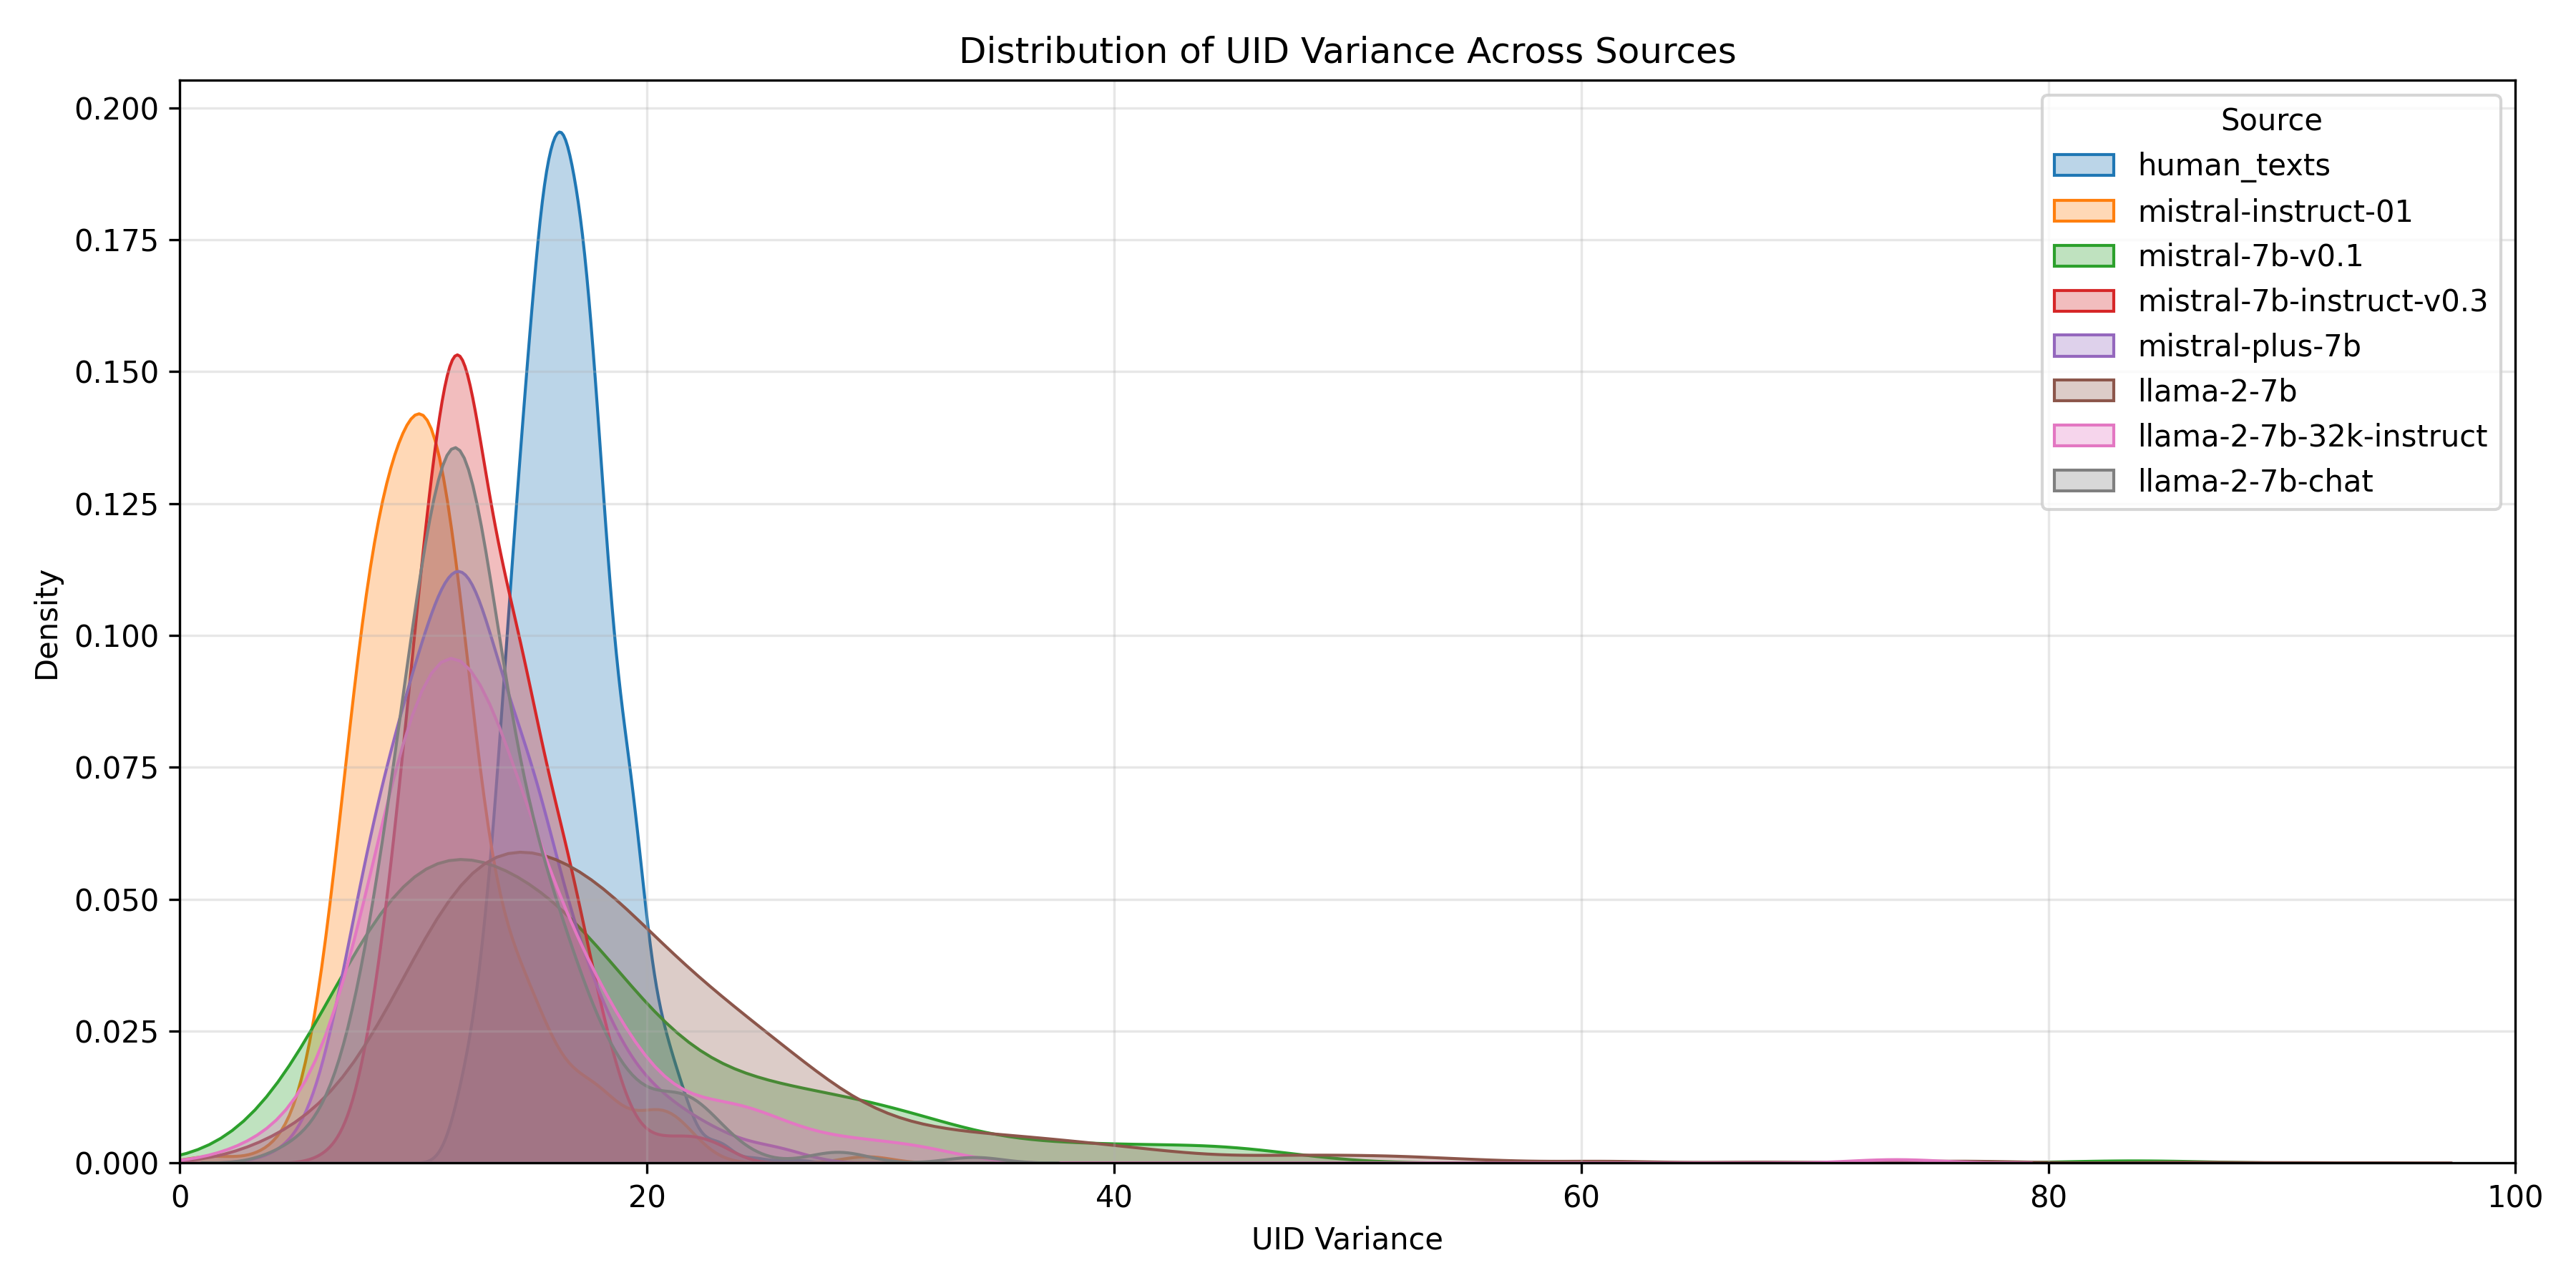 Distribution of UID Variance Across Sources
0.200
0.175
0.150
0.125
0.100
0.075
0.050
0.025
0.000
Density
0
20
40
60
80
100
UID Variance
Source
human_texts
mistral-instruct-01
mistral-7b-v0.1
mistral-7b-instruct-v0.3
mistral-plus-7b
llama-2-7b
llama-2-7b-32k-instruct
llama-2-7b-chat